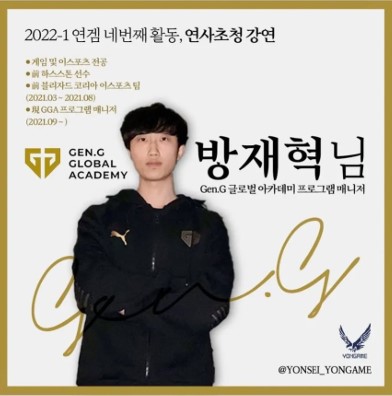 2022-1 연겜 네번째 활동, 연사초청 강연
● 게임 및 이스포츠 전공
● 前 하스스톤 선수
● 前 블리자드 코리아 이스포츠 팀
(2021.03 ~ 2021.08)
● 現 GGA 프로그램 매니저
(2021.09 ~ )
GEN.G
GLOBAL
ACADEMY
방재혁 님
Gen.G 글로벌 아카데미 프로그램 매니저
Gen.G
YONGAME
@YONSEI_YONGAME